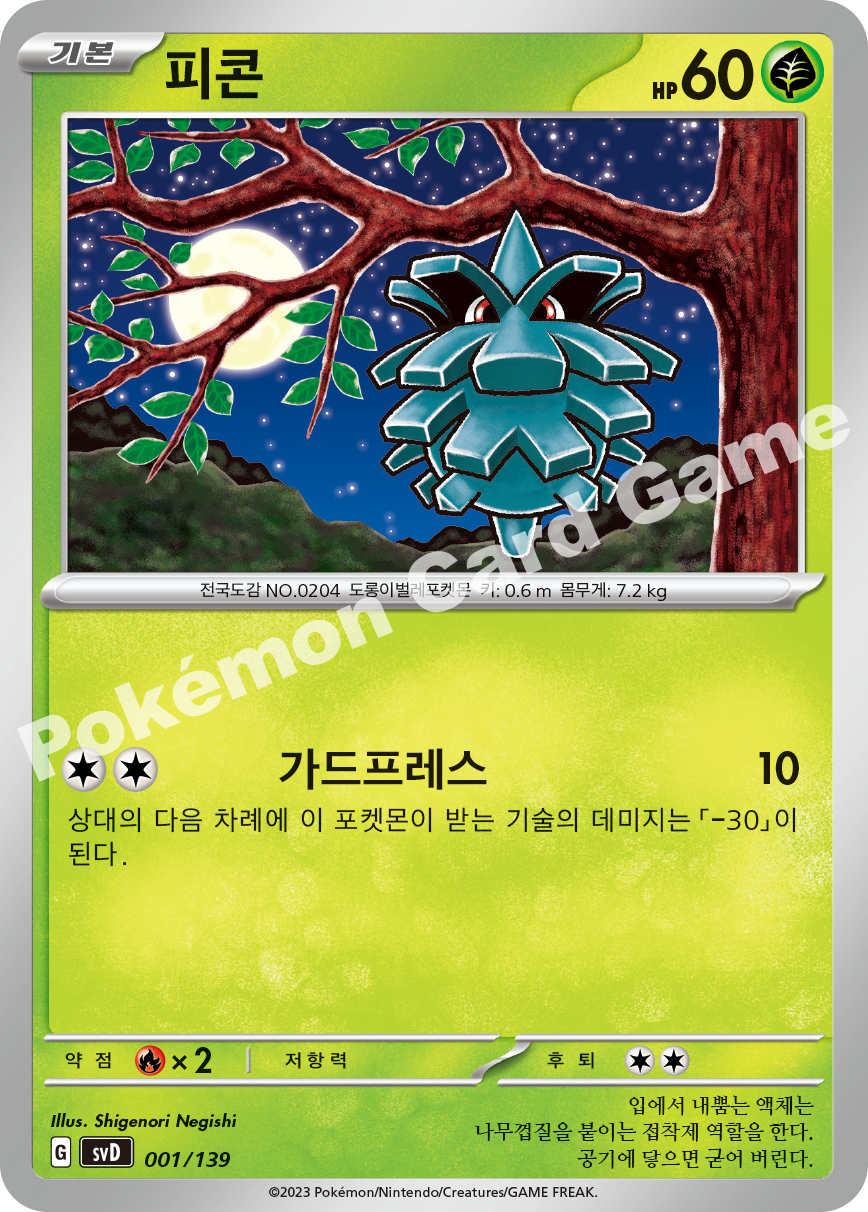 기본 피콘 HP 60
전국도감 NO.0204 도롱이벌레포켓몬 키: 0.6 m 몸무게: 7.2 kg
Pokémon Card Game
가드프레스 10
상대의 다음 차례에 이 포켓몬이 받는 기술의 데미지는 「-30」이
된다.
약점 ×2 저항력 후퇴
Illus. Shigenori Negishi
입에서 내뿜는 액체는
나무껍질을 붙이는 접착제 역할을 한다.
공기에 닿으면 굳어 버린다.
G svD 001/139
©2023 Pokémon/Nintendo/Creatures/GAME FREAK.